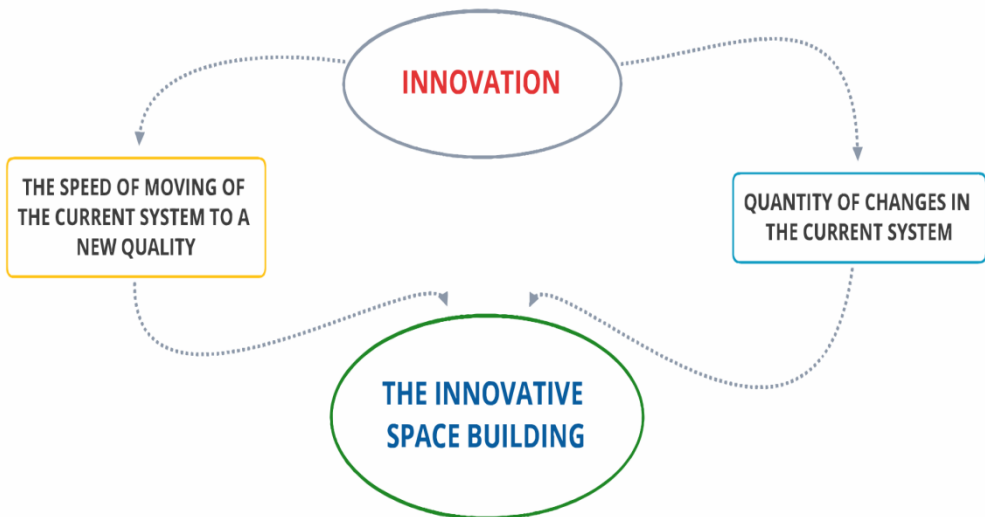 INNOVATION
THE SPEED OF MOVING OF
THE CURRENT SYSTEM TO A
NEW QUALITY
QUANTITY OF CHANGES IN
THE CURRENT SYSTEM
THE INNOVATIVE
SPACE BUILDING